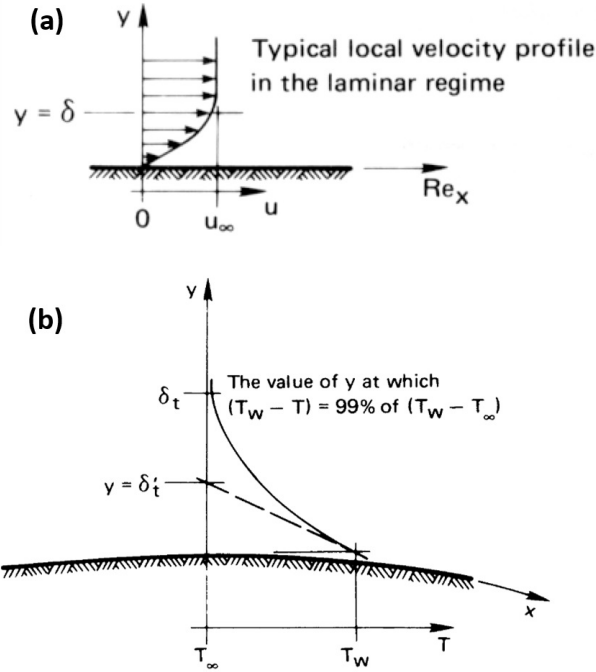 (a)
y
Typical local velocity profile
in the laminar regime
y = δ
Re_x
0
u_∞
u
(b)
y
δ_t
The value of y at which
(T_W − T) = 99% of (T_W − T_∞)
y = δ'_t
x
T_∞
T_W
T